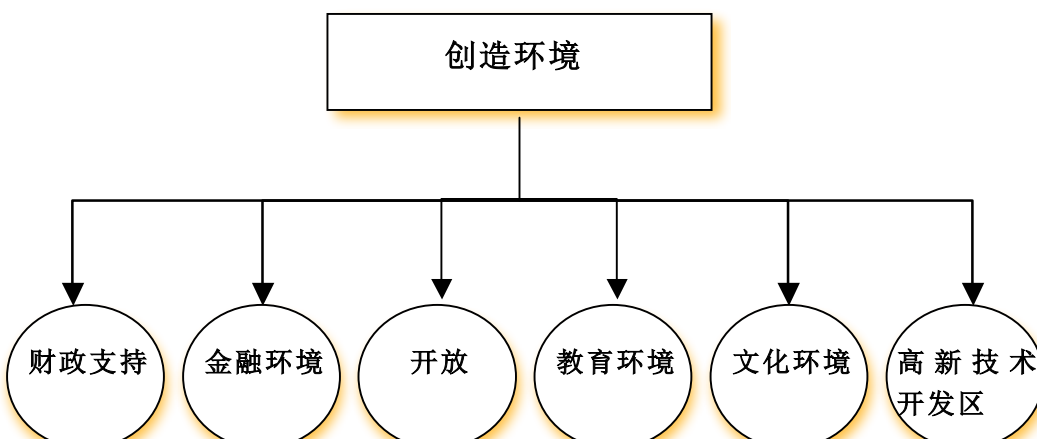 创造环境
财政支持
金融环境
开放
教育环境
文化环境
高新技术
开发区